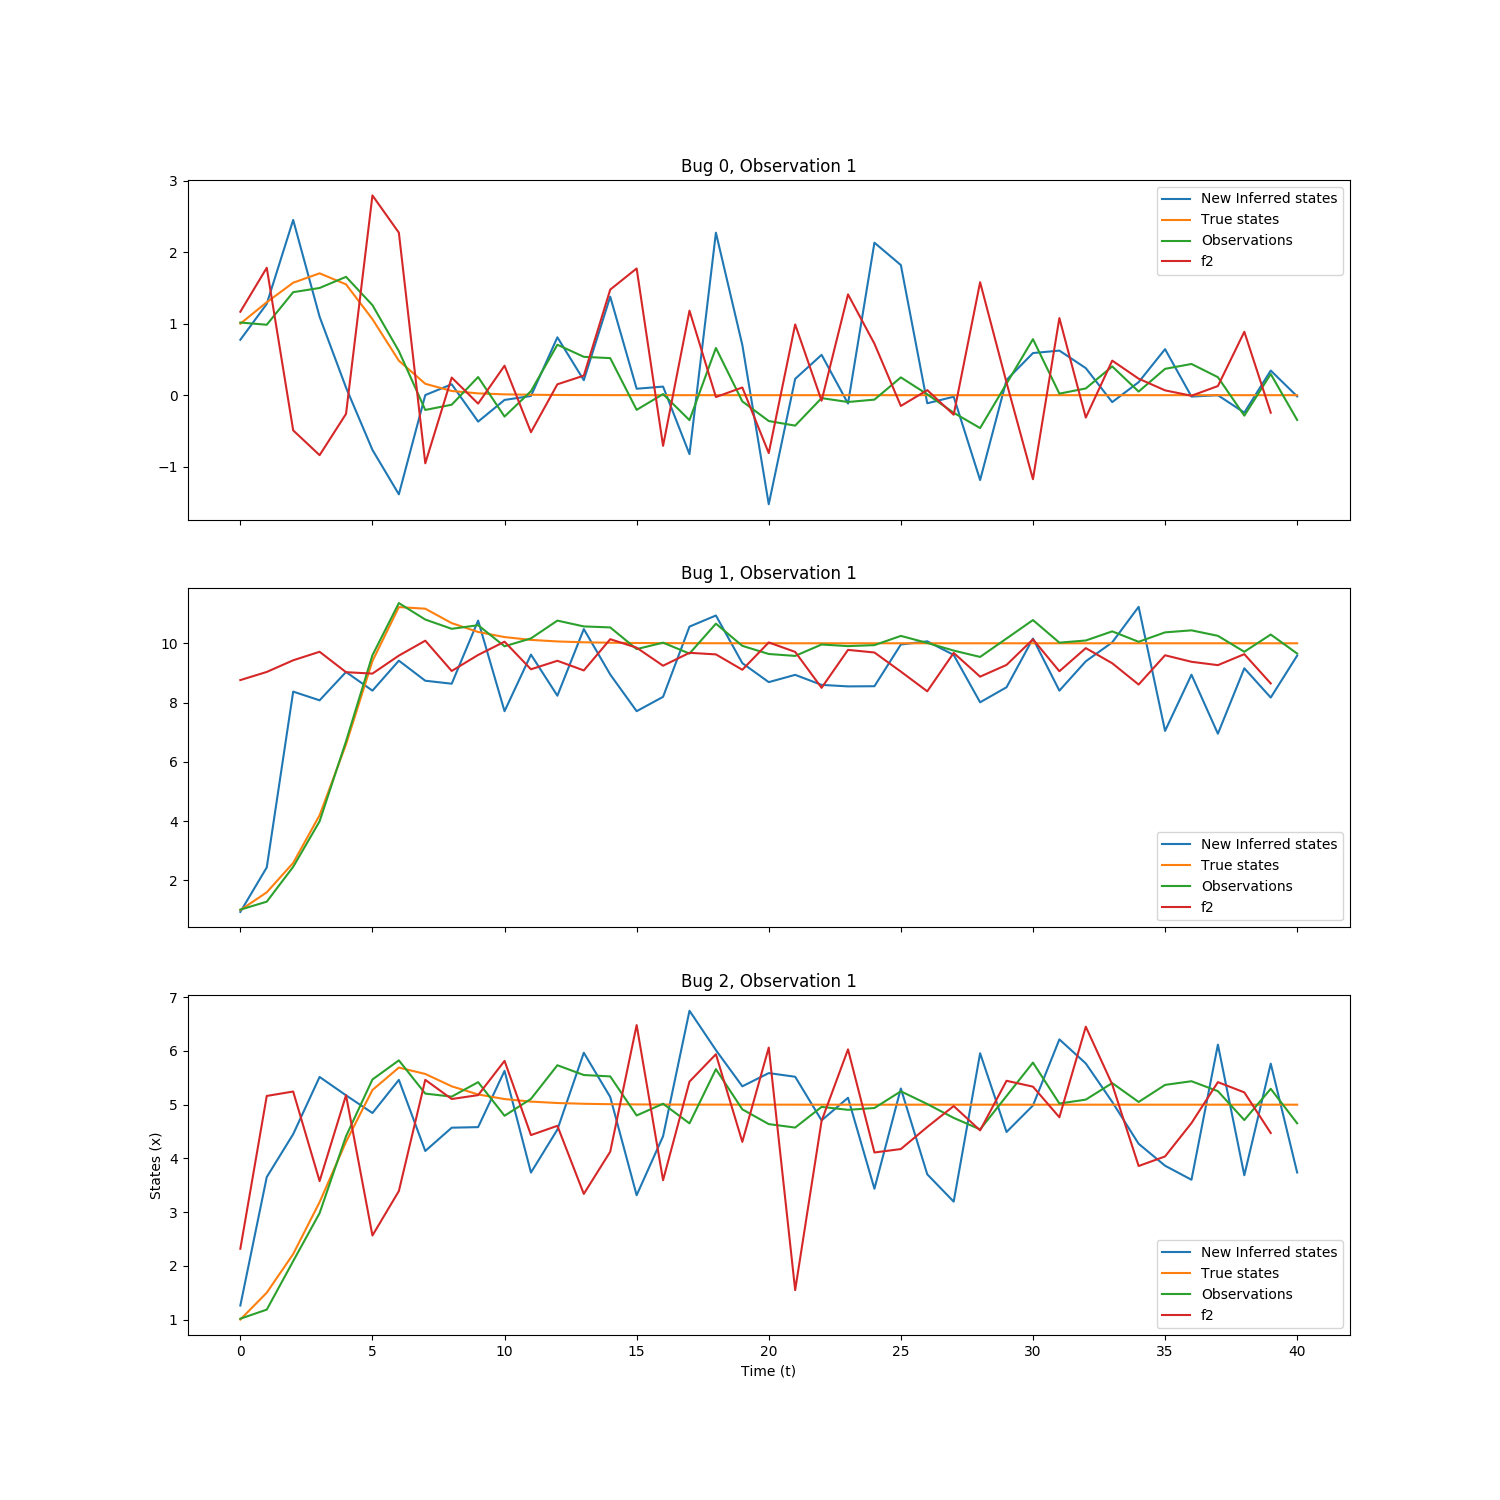 Bug 0, Observation 1
3
2
1
0
−1
New Inferred states
True states
Observations
f2
Bug 1, Observation 1
10
8
6
4
2
New Inferred states
True states
Observations
f2
Bug 2, Observation 1
7
6
5
4
3
2
1
States (x)
New Inferred states
True states
Observations
f2
0 5 10 15 20 25 30 35 40
Time (t)